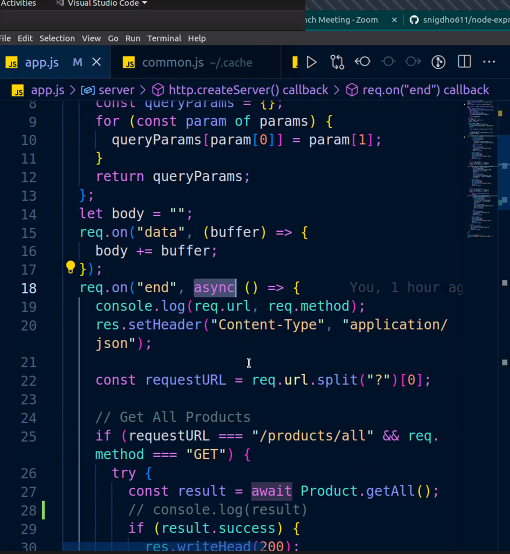 Activities Visual Studio Code
nch Meeting - Zoom × snigdho611/node-expr
File Edit Selection View Go Run Terminal Help
app.js M × common.js ~/.cache
app.js > server > http.createServer() callback > req.on("end") callback
8 const queryParams = {};
9 for (const param of params) {
10 queryParams[param[0]] = param[1];
11 }
12 return queryParams;
13 };
14 let body = "";
15 req.on("data", (buffer) => {
16 body += buffer;
17 });
18 req.on("end", async () => { You, 1 hour ag
19 console.log(req.url, req.method);
20 res.setHeader("Content-Type", "application/
json");
21
22 const requestURL = req.url.split("?")[0];
23
24 // Get All Products
25 if (requestURL === "/products/all" && req.
method === "GET") {
26 try {
27 const result = await Product.getAll();
28 // console.log(result)
29 if (result.success) {
30 res.writeHead(200);